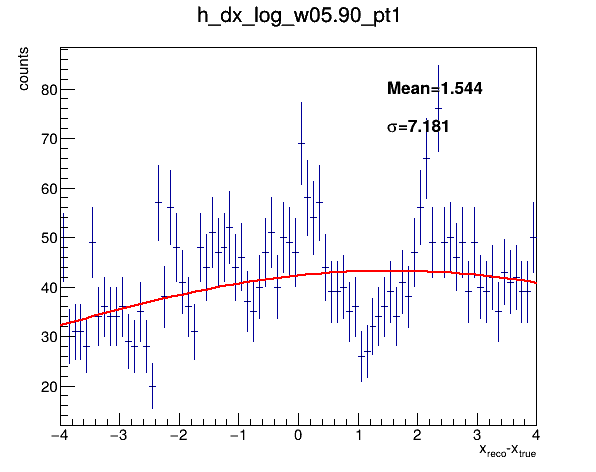 h_dx_log_w05.90_pt1
counts
80
70
60
50
40
30
20
Mean=1.544
σ=7.181
−4 −3 −2 −1 0 1 2 3 4
x_reco-x_true